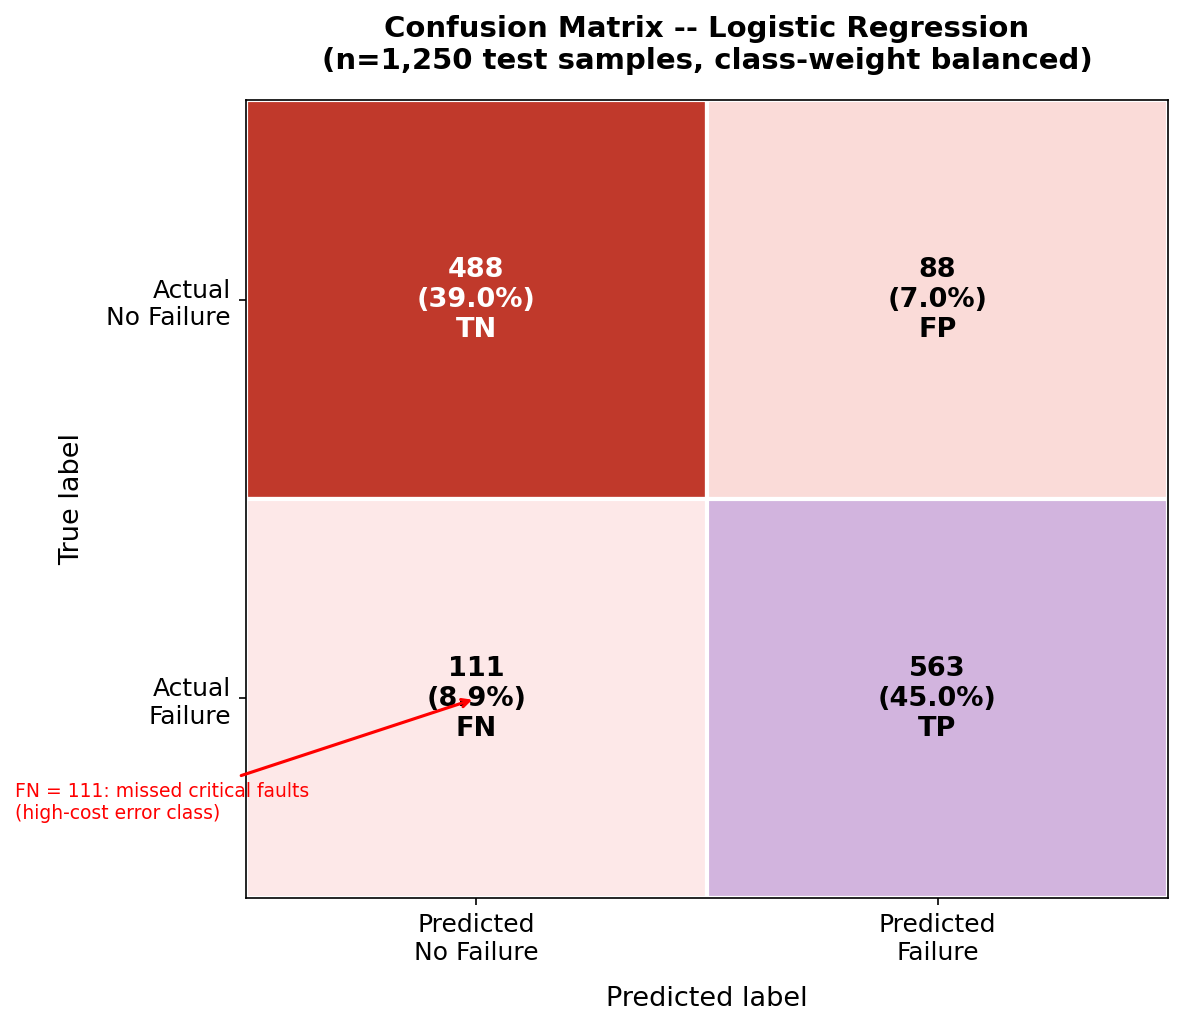 Confusion Matrix -- Logistic Regression
(n=1,250 test samples, class-weight balanced)
488
(39.0%)
TN
88
(7.0%)
FP
Actual
No Failure
True label
111
(8.9%)
FN
563
(45.0%)
TP
Actual
Failure
FN = 111: missed critical faults
(high-cost error class)
Predicted
No Failure
Predicted
Failure
Predicted label